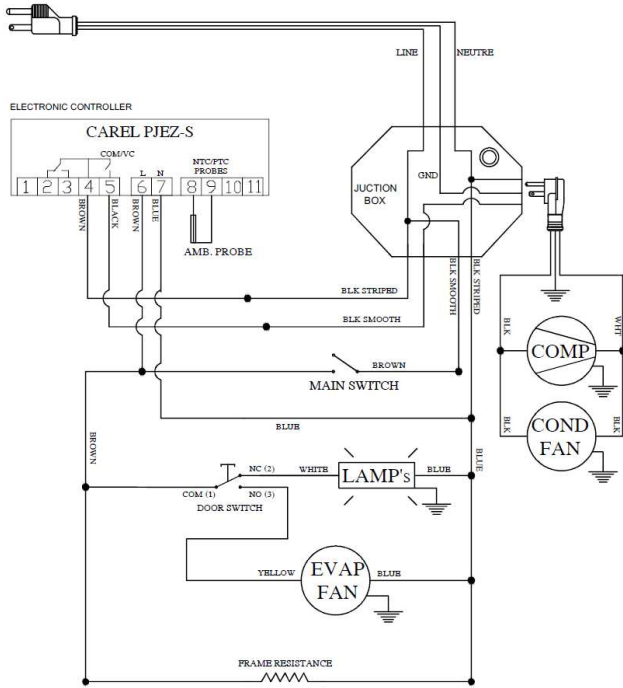 LINE
NEUTRE
ELECTRONIC CONTROLLER
CAREL PJEZ-S
COM/VC
L N
NTC/PTC
PROBES
1 2 3 4 5 6 7 8 9 10 11
BROWN
BLACK
BROWN
BLUE
AMB. PROBE
GND
JUCTION
BOX
BLK STRIPED
BLK SMOOTH
BLK SMOOTH
BLK STRIPED
BROWN
MAIN SWITCH
BLK
WHT
COMP
BLK
BLK
COND
FAN
BLUE
BROWN
NC (2)
WHITE
LAMP's
BLUE
BLUE
COM (1)
NO (3)
DOOR SWITCH
YELLOW
EVAP
FAN
BLUE
FRAME RESISTANCE